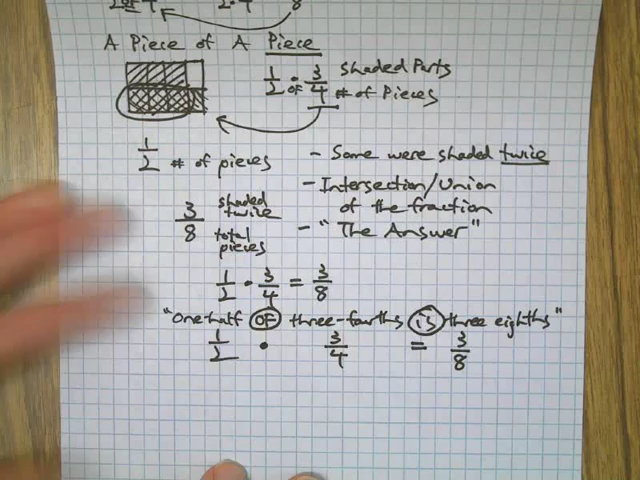 A Piece of A Piece
1/2 · 3/4 Shaded Parts
OF # of Pieces
1/2 # of pieces
3/8 shaded twice
total pieces
- Some were shaded twice
- Intersection/Union
of the fraction
- "The Answer"
1/2 · 3/4 = 3/8
"One-half OF three-fourths is three eighths"
1/2 · 3/4 = 3/8